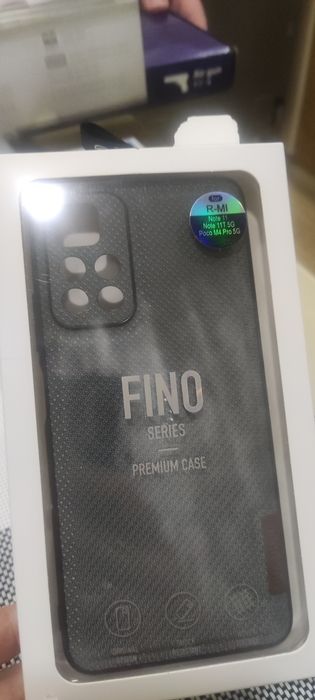 for
R-MI
Note 11
Note 11T 5G
Poco M4 Pro 5G
FINO
SERIES
PREMIUM CASE